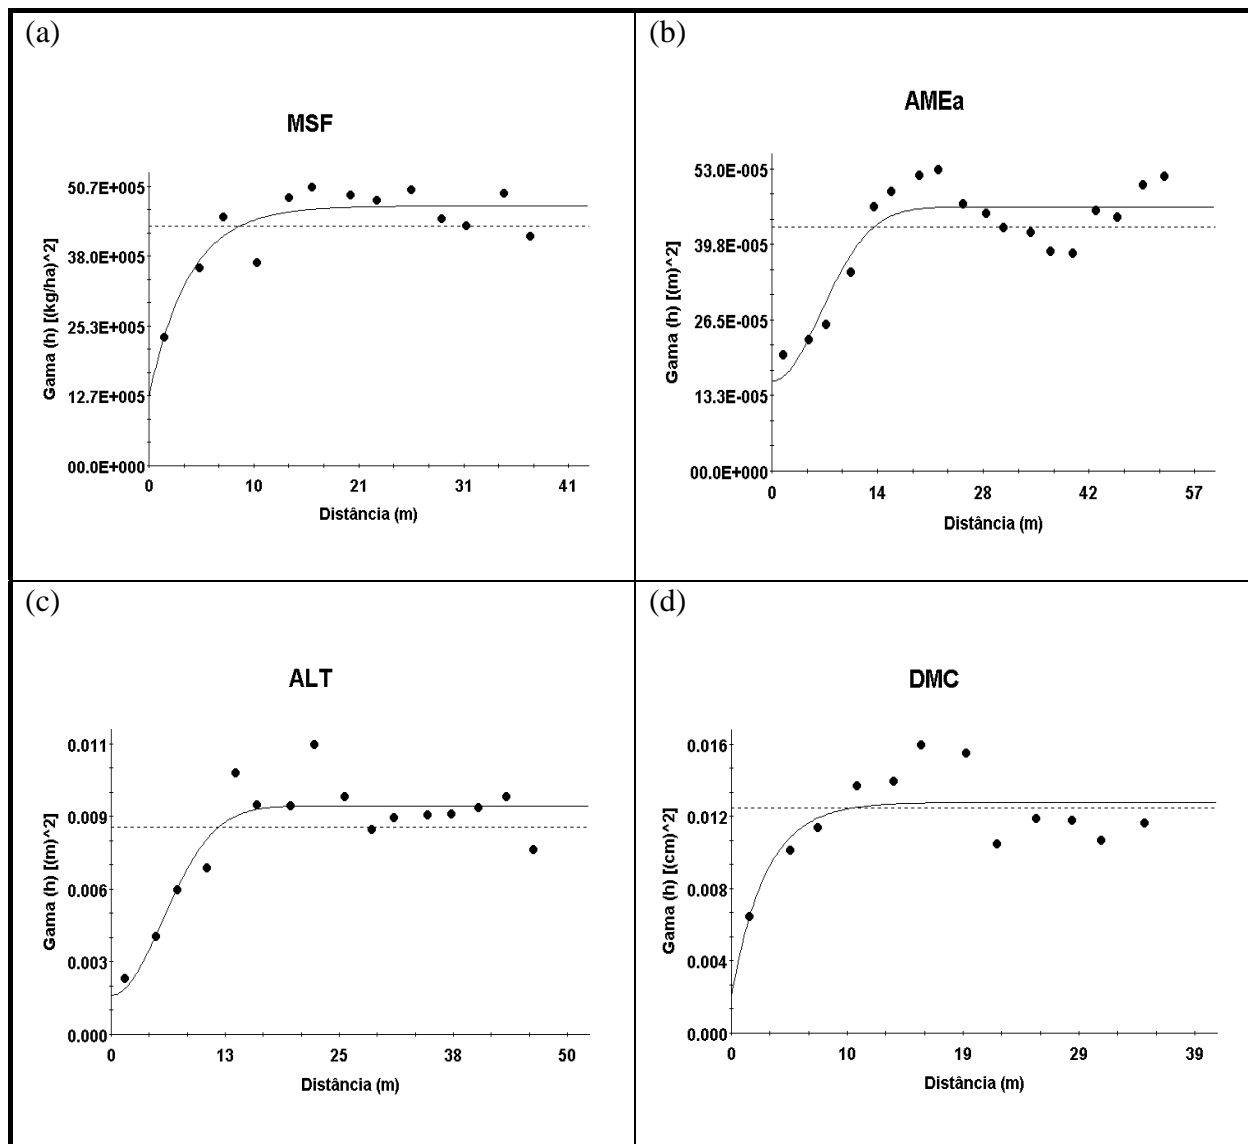 (a)
MSF
Gama (h) [(kg/ha)^2]
50.7E+005
38.0E+005
25.3E+005
12.7E+005
00.0E+000
0 10 21 31 41
Distância (m)
(b)
AMEa
Gama (h) [(m)^2]
53.0E-005
39.8E-005
26.5E-005
13.3E-005
00.0E+000
0 14 28 42 57
Distância (m)
(c)
ALT
Gama (h) [(m)^2]
0.011
0.009
0.006
0.003
0.000
0 13 25 38 50
Distância (m)
(d)
DMC
Gama (h) [(cm)^2]
0.016
0.012
0.008
0.004
0.000
0 10 19 29 39
Distância (m)